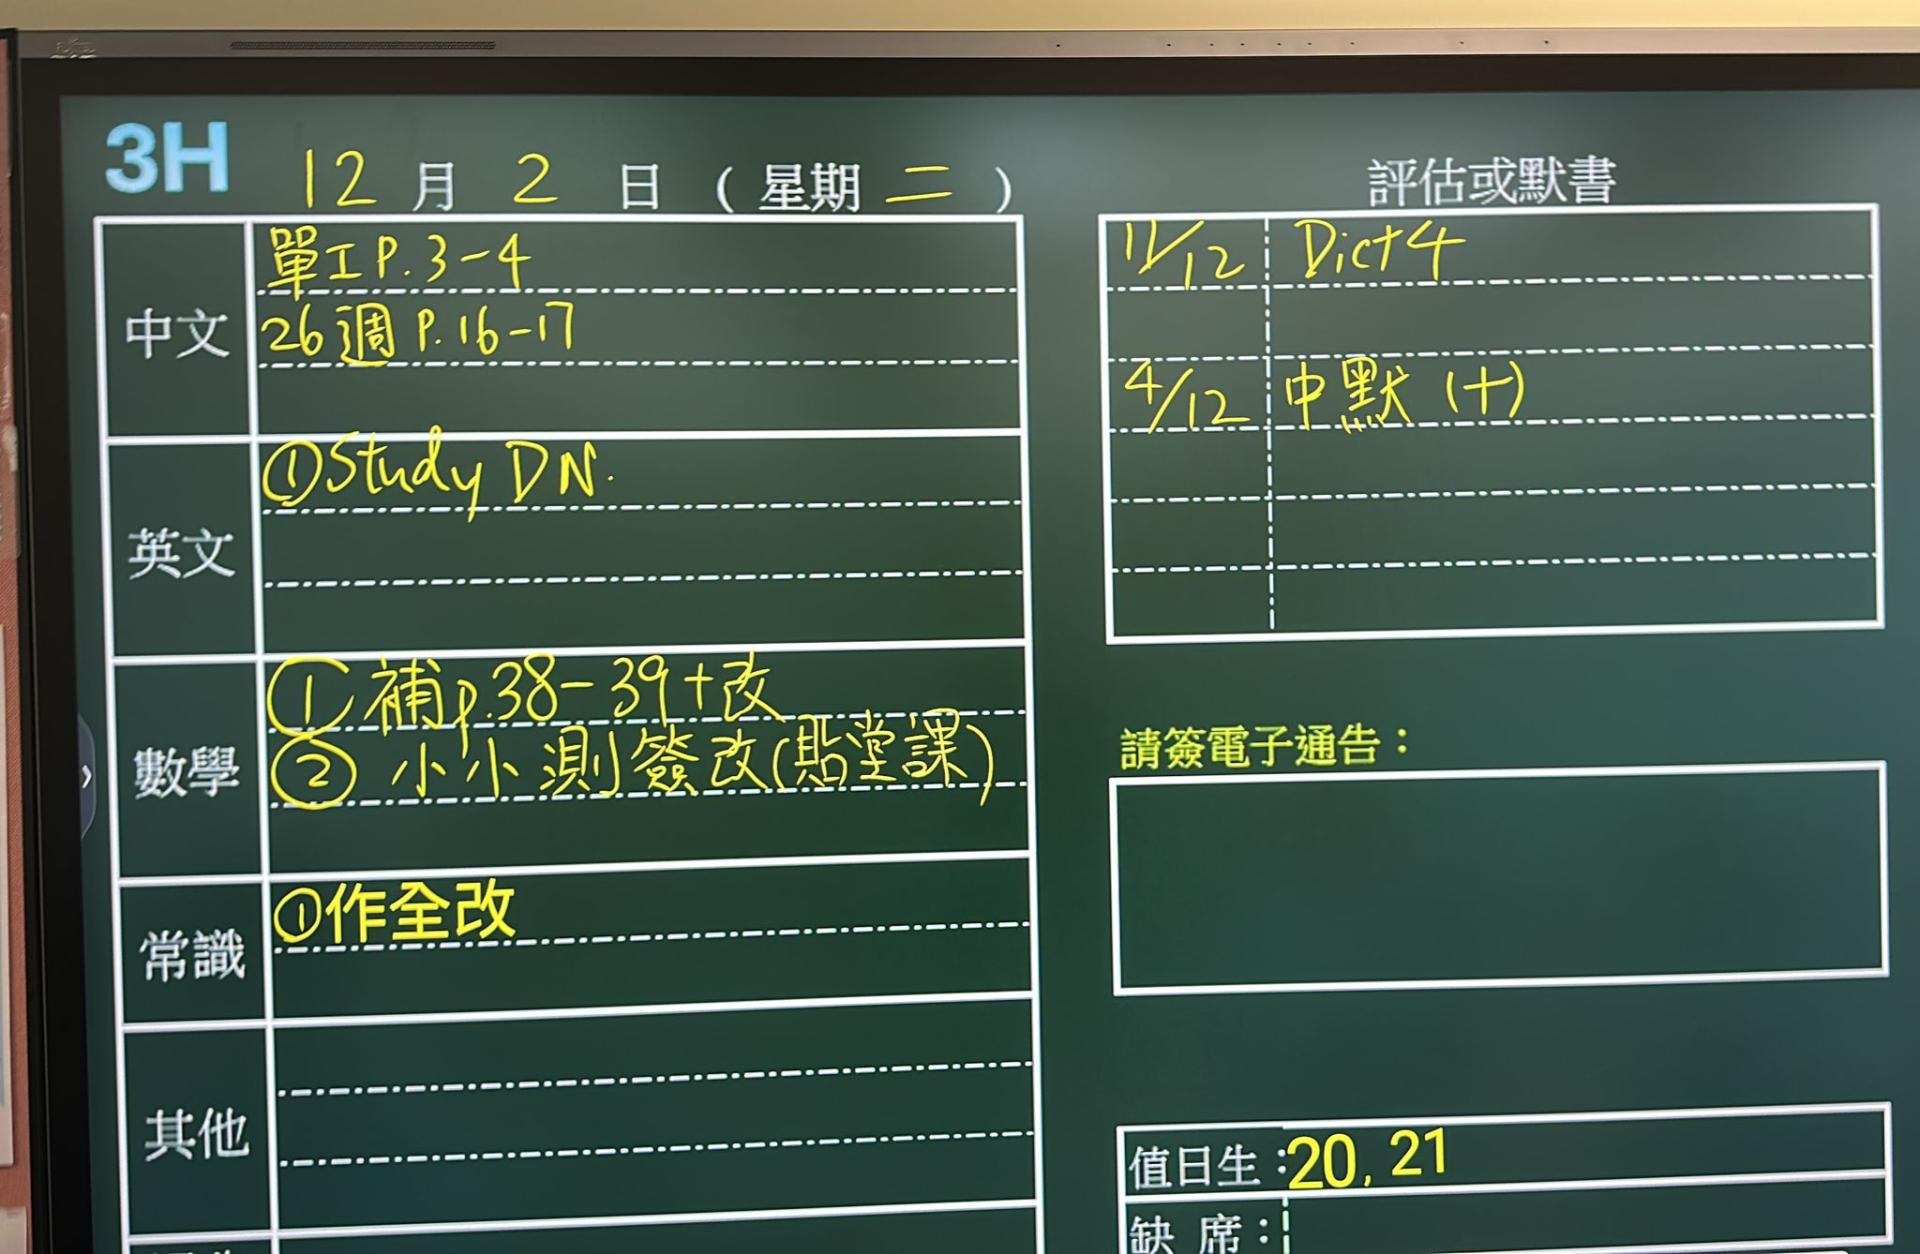 3H
12 月 2 日 (星期 二)
中文
單工 P.3-4
26週 P.16-17
英文
①Study DN.
數學
① 補p.38-39+改
② 小小測簽改(貼堂課)
常識
①作全改
其他
評估或默書
11/12 Dict 4
4/12 中默 (十)
請簽電子通告：
值日生：20, 21
缺 席：